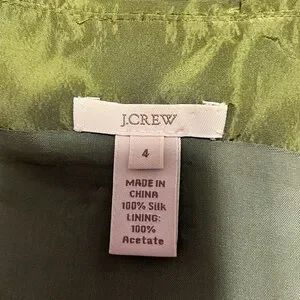 J.CREW
4
MADE IN
CHINA
100% Silk
LINING:
100%
Acetate